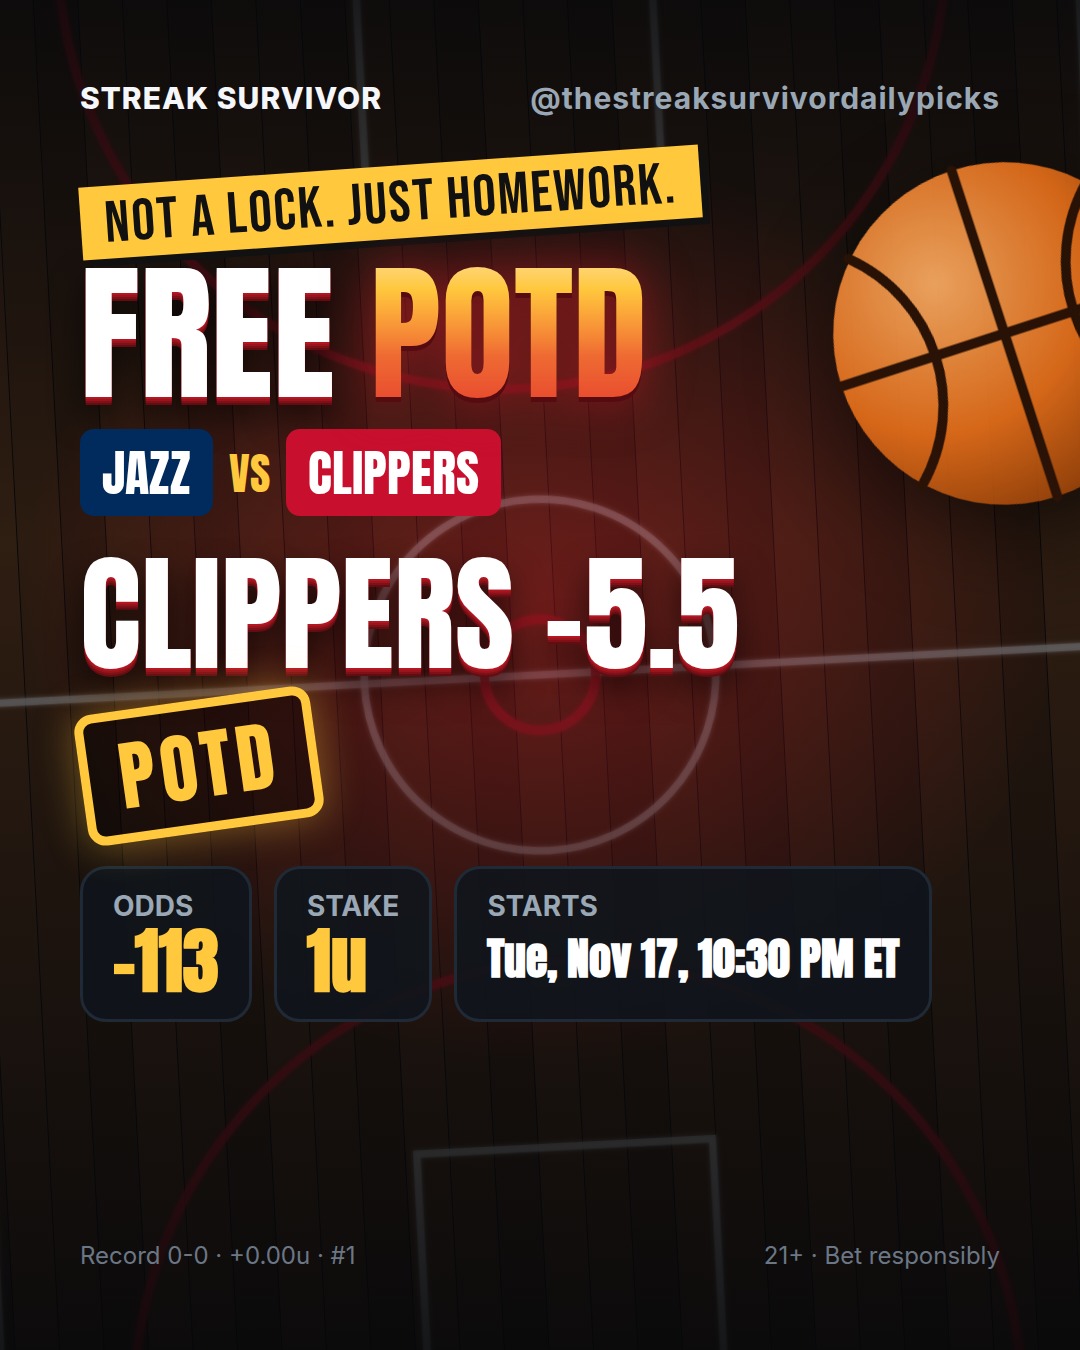 STREAK SURVIVOR
@thestreaksurvivordailypicks
NOT A LOCK. JUST HOMEWORK.
FREE POTD
JAZZ VS CLIPPERS
CLIPPERS -5.5
POTD
ODDS
-113
STAKE
1u
STARTS
Tue, Nov 17, 10:30 PM ET
Record 0-0 · +0.00u · #1
21+ · Bet responsibly